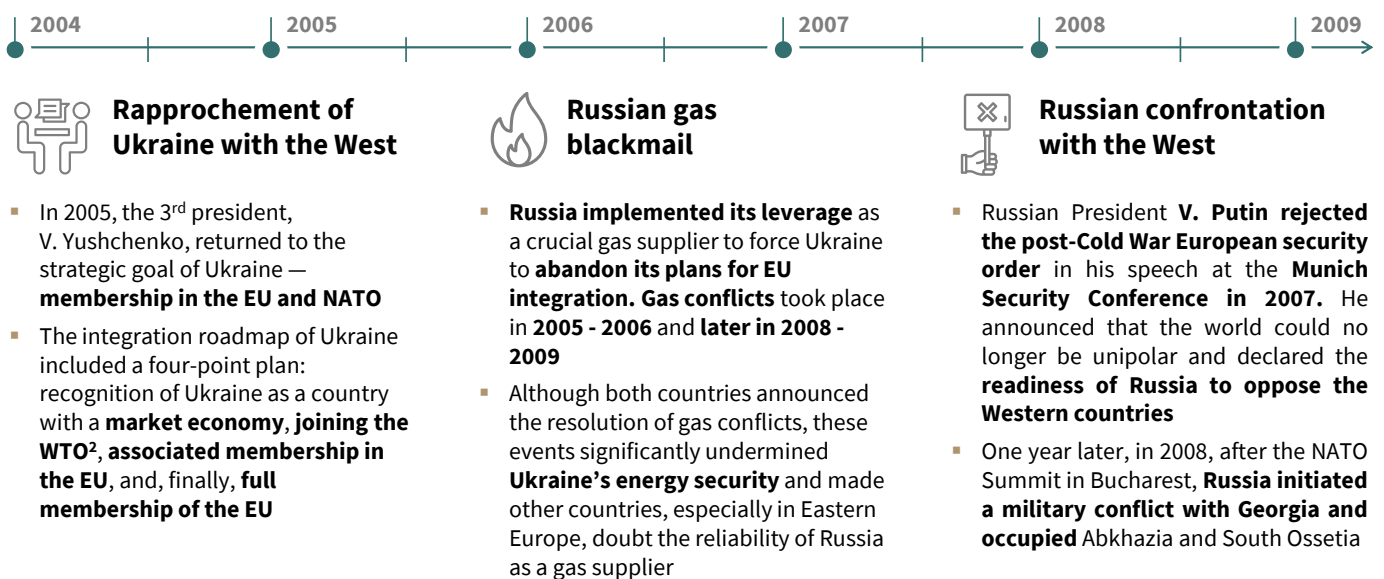 2004
2005
2006
2007
2008
2009
Rapprochement of
Ukraine with the West
In 2005, the 3rd president,
V. Yushchenko, returned to the
strategic goal of Ukraine —
membership in the EU and NATO
The integration roadmap of Ukraine
included a four-point plan:
recognition of Ukraine as a country
with a market economy, joining the
WTO², associated membership in
the EU, and, finally, full
membership of the EU
Russian gas
blackmail
Russia implemented its leverage as
a crucial gas supplier to force Ukraine
to abandon its plans for EU
integration. Gas conflicts took place
in 2005 - 2006 and later in 2008 -
2009
Although both countries announced
the resolution of gas conflicts, these
events significantly undermined
Ukraine’s energy security and made
other countries, especially in Eastern
Europe, doubt the reliability of Russia
as a gas supplier
Russian confrontation
with the West
Russian President V. Putin rejected
the post-Cold War European security
order in his speech at the Munich
Security Conference in 2007. He
announced that the world could no
longer be unipolar and declared the
readiness of Russia to oppose the
Western countries
One year later, in 2008, after the NATO
Summit in Bucharest, Russia initiated
a military conflict with Georgia and
occupied Abkhazia and South Ossetia